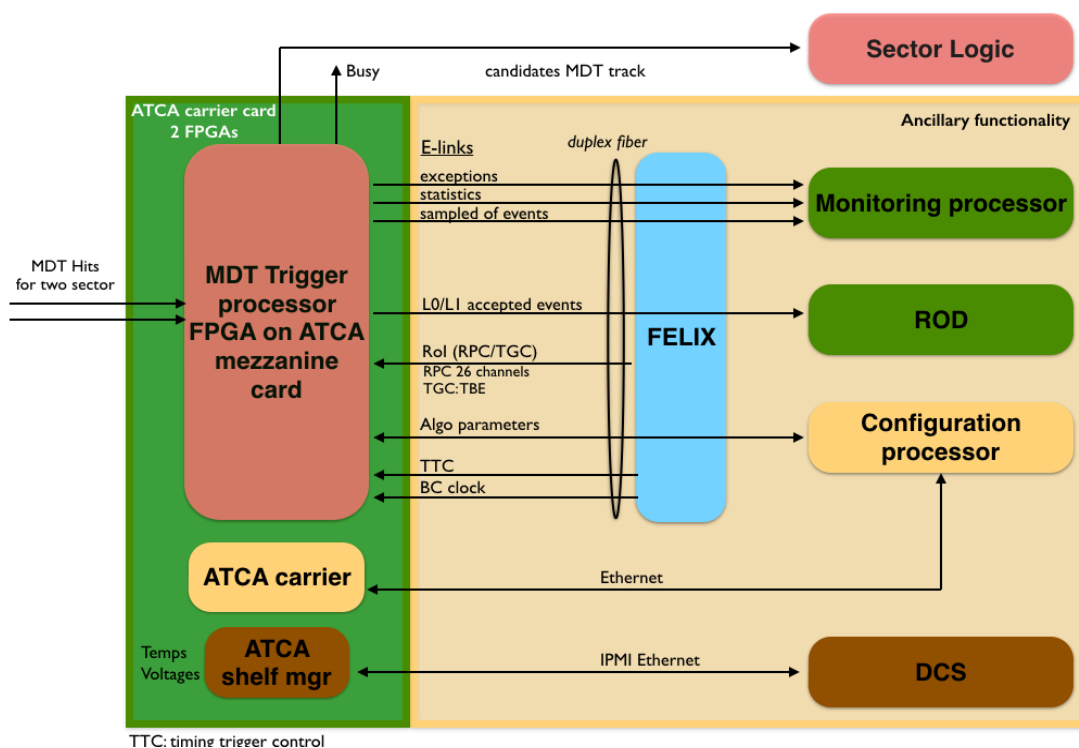 Sector Logic
Busy
candidates MDT track
ATCA carrier card
2 FPGAs
Ancillary functionality
E-links
duplex fiber
exceptions
statistics
sampled of events
Monitoring processor
MDT Hits
for two sector
MDT Trigger
processor
FPGA on ATCA
mezzanine
card
L0/L1 accepted events
FELIX
ROD
RoI (RPC/TGC)
RPC 26 channels
TGC: TBE
Algo parameters
Configuration
processor
TTC
BC clock
ATCA carrier
Ethernet
Temps
Voltages
ATCA
shelf mgr
IPMI Ethernet
DCS
TTC: timing trigger control